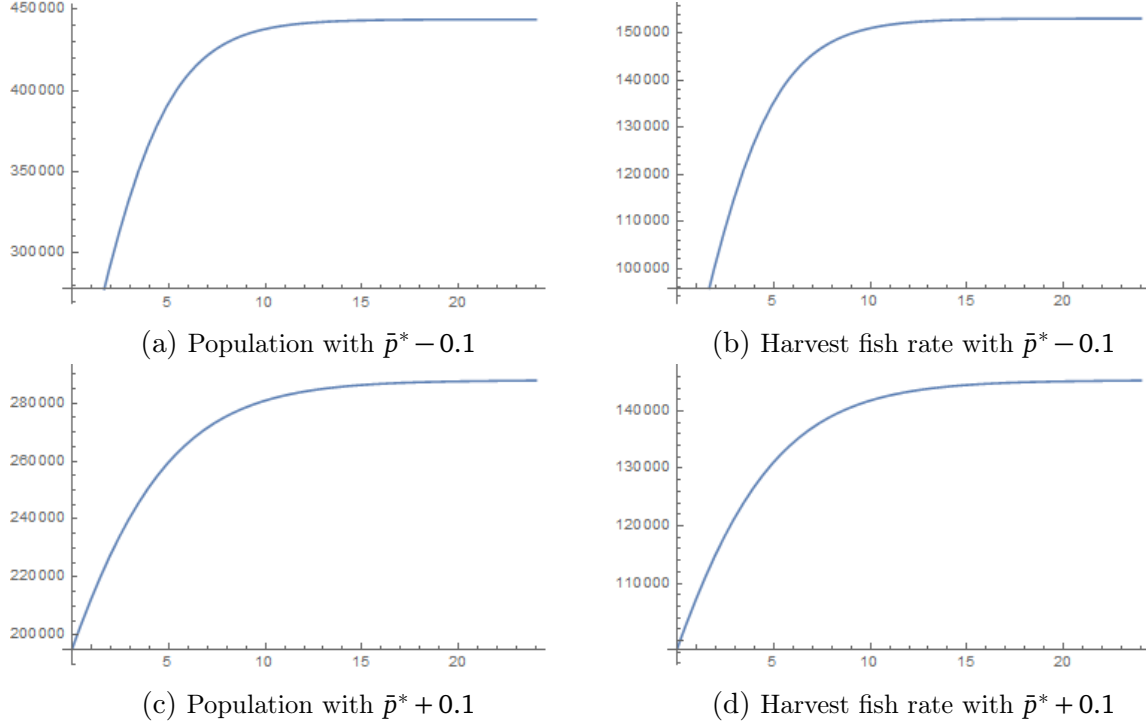 450000
400000
350000
300000
5 10 15 20
(a) Population with p̄* − 0.1
150000
140000
130000
120000
110000
100000
5 10 15 20
(b) Harvest fish rate with p̄* − 0.1
280000
260000
240000
220000
200000
5 10 15 20
(c) Population with p̄* + 0.1
140000
130000
120000
110000
5 10 15 20
(d) Harvest fish rate with p̄* + 0.1